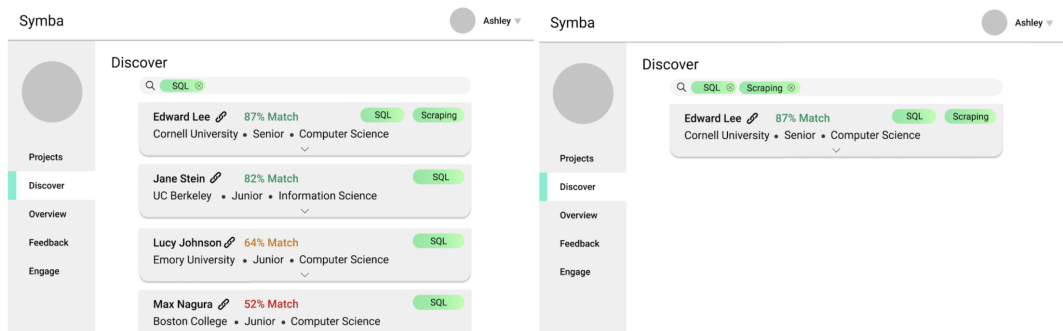 Symba
Ashley
Discover
SQL
Edward Lee 87% Match SQL Scraping
Cornell University • Senior • Computer Science
Projects
Discover
Overview
Feedback
Engage
Jane Stein 82% Match SQL
UC Berkeley • Junior • Information Science
Lucy Johnson 64% Match SQL
Emory University • Junior • Computer Science
Max Nagura 52% Match SQL
Boston College • Junior • Computer Science
Symba
Ashley
Discover
SQL Scraping
Edward Lee 87% Match SQL Scraping
Cornell University • Senior • Computer Science
Projects
Discover
Overview
Feedback
Engage